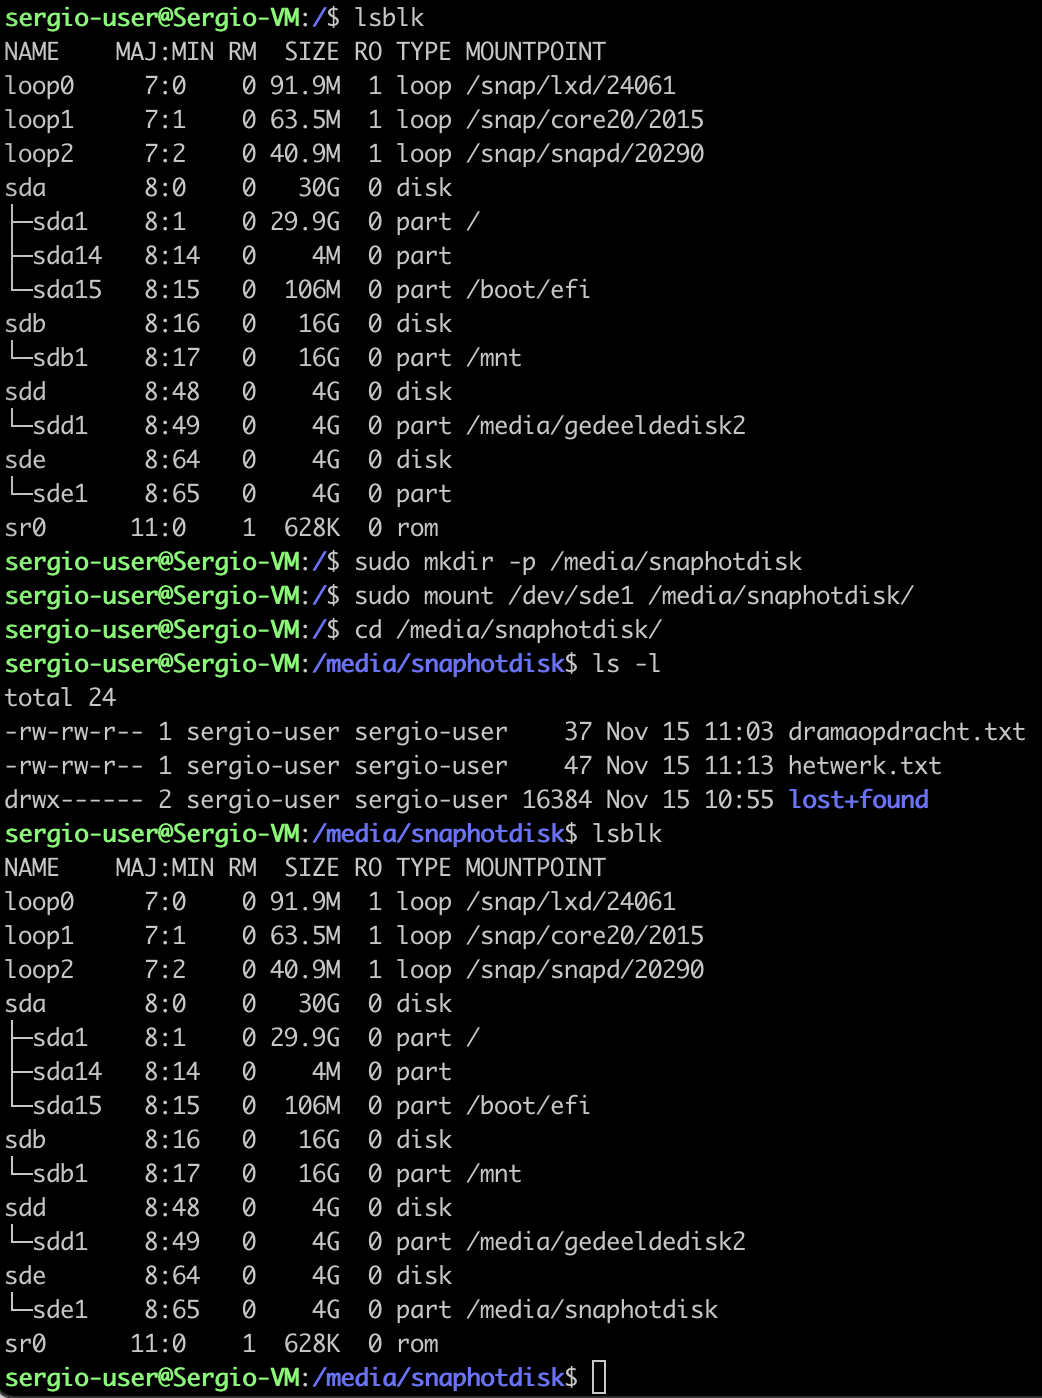 sergio-user@Sergio-VM:/$ lsblk
NAME    MAJ:MIN RM  SIZE RO TYPE MOUNTPOINT
loop0     7:0    0 91.9M  1 loop /snap/lxd/24061
loop1     7:1    0 63.5M  1 loop /snap/core20/2015
loop2     7:2    0 40.9M  1 loop /snap/snapd/20290
sda       8:0    0   30G  0 disk
├─sda1    8:1    0 29.9G  0 part /
├─sda14   8:14   0    4M  0 part
└─sda15   8:15   0  106M  0 part /boot/efi
sdb       8:16   0   16G  0 disk
└─sdb1    8:17   0   16G  0 part /mnt
sdd       8:48   0    4G  0 disk
└─sdd1    8:49   0    4G  0 part /media/gedeeldedisk2
sde       8:64   0    4G  0 disk
└─sde1    8:65   0    4G  0 part
sr0      11:0    1  628K  0 rom
sergio-user@Sergio-VM:/$ sudo mkdir -p /media/snaphotdisk
sergio-user@Sergio-VM:/$ sudo mount /dev/sde1 /media/snaphotdisk/
sergio-user@Sergio-VM:/$ cd /media/snaphotdisk/
sergio-user@Sergio-VM:/media/snaphotdisk$ ls -l
total 24
-rw-rw-r-- 1 sergio-user sergio-user    37 Nov 15 11:03 dramaopdracht.txt
-rw-rw-r-- 1 sergio-user sergio-user    47 Nov 15 11:13 hetwerk.txt
drwx------ 2 sergio-user sergio-user 16384 Nov 15 10:55 lost+found
sergio-user@Sergio-VM:/media/snaphotdisk$ lsblk
NAME    MAJ:MIN RM  SIZE RO TYPE MOUNTPOINT
loop0     7:0    0 91.9M  1 loop /snap/lxd/24061
loop1     7:1    0 63.5M  1 loop /snap/core20/2015
loop2     7:2    0 40.9M  1 loop /snap/snapd/20290
sda       8:0    0   30G  0 disk
├─sda1    8:1    0 29.9G  0 part /
├─sda14   8:14   0    4M  0 part
└─sda15   8:15   0  106M  0 part /boot/efi
sdb       8:16   0   16G  0 disk
└─sdb1    8:17   0   16G  0 part /mnt
sdd       8:48   0    4G  0 disk
└─sdd1    8:49   0    4G  0 part /media/gedeeldedisk2
sde       8:64   0    4G  0 disk
└─sde1    8:65   0    4G  0 part /media/snaphotdisk
sr0      11:0    1  628K  0 rom
sergio-user@Sergio-VM:/media/snaphotdisk$